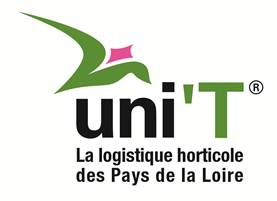 uni'T®
La logistique horticole
des Pays de la Loire